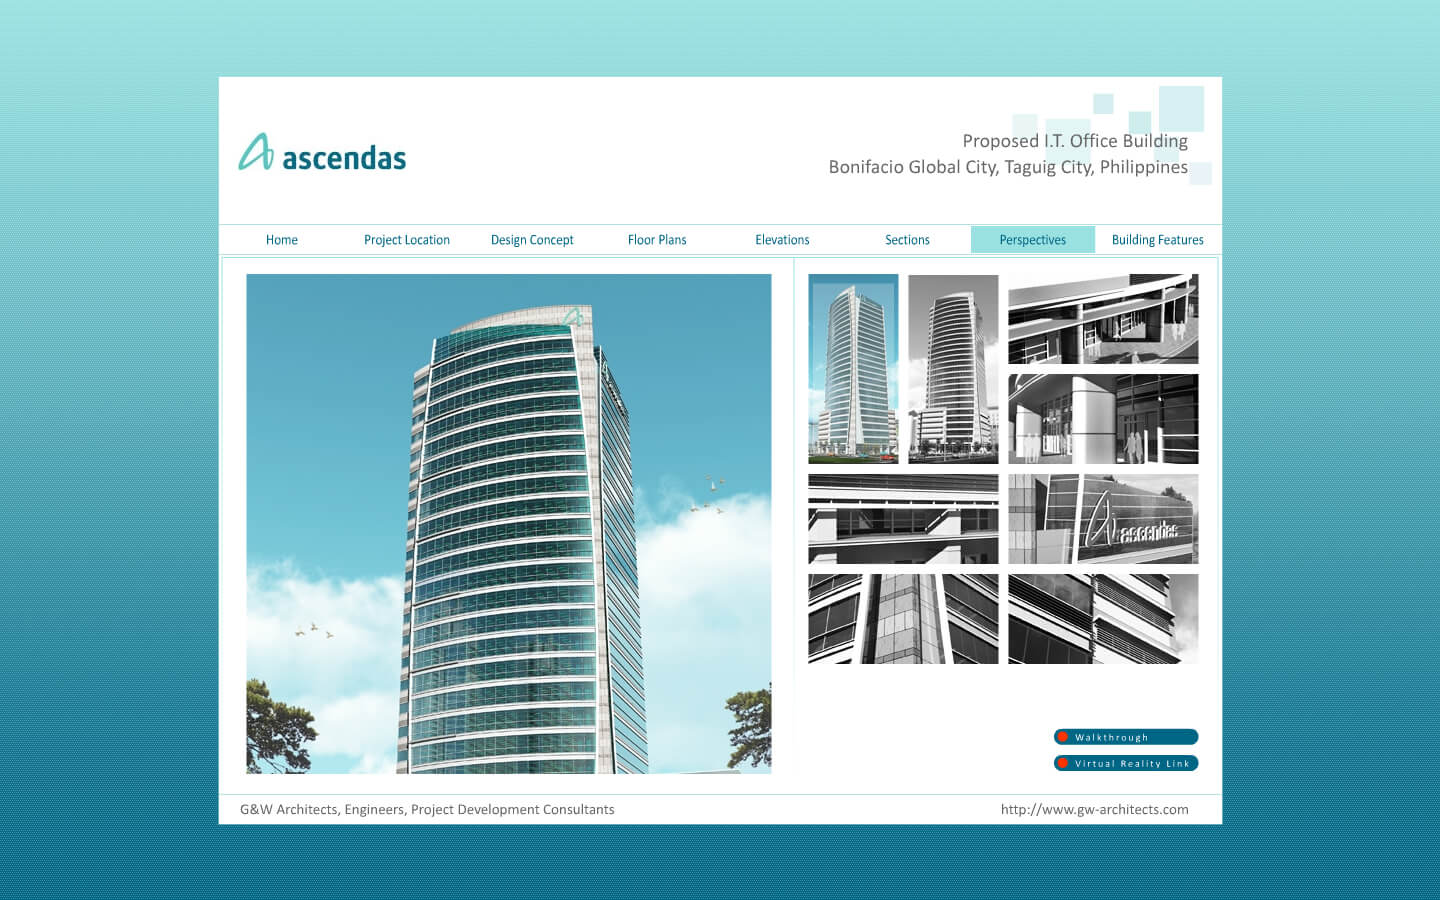 ascendas
Proposed I.T. Office Building
Bonifacio Global City, Taguig City, Philippines
Home
Project Location
Design Concept
Floor Plans
Elevations
Sections
Perspectives
Building Features
ascendas
Walkthrough
Virtual Reality Link
G&W Architects, Engineers, Project Development Consultants
http://www.gw-architects.com